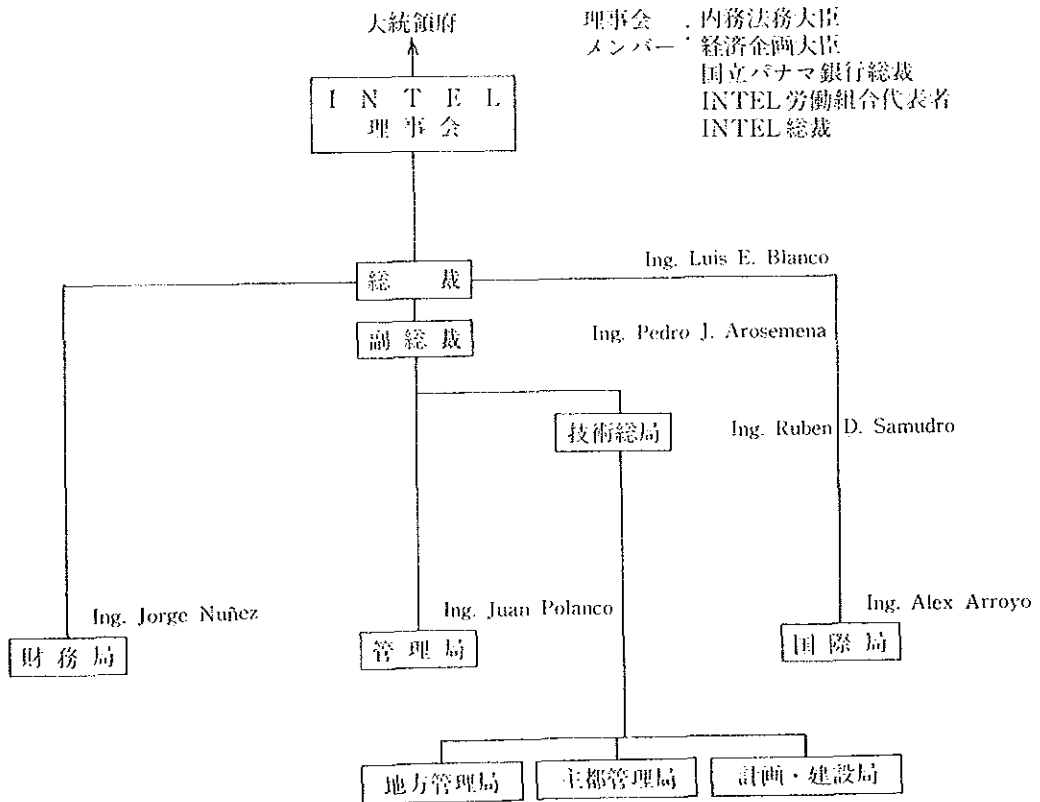 大統領府
理事会 : 内務法務大臣
メンバー 経済企画大臣
国立パナマ銀行総裁
INTEL労働組合代表者
INTEL総裁
INTEL
理事会
Ing. Luis E. Blanco
総裁
副総裁
Ing. Pedro J. Arosemena
技術総局
Ing. Ruben D. Samudro
Ing. Jorge Nuñez
Ing. Juan Polanco
Ing. Alex Arroyo
財務局
管理局
国際局
地方管理局
主都管理局
計画・建設局